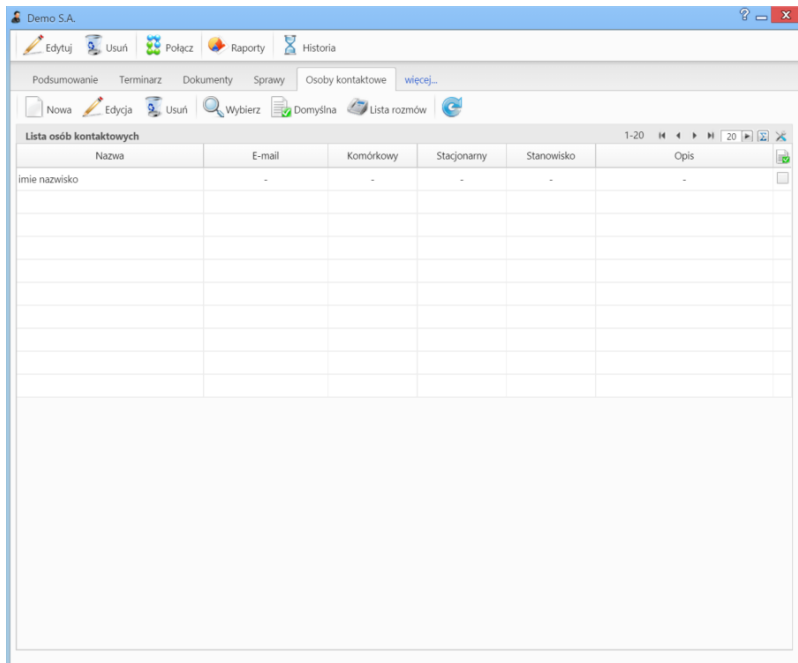 Demo S.A.
Edytuj Usuń Połącz Raporty Historia
Podsumowanie Terminarz Dokumenty Sprawy Osoby kontaktowe więcej...
Nowa Edycja Usuń Wybierz Domyślna Lista rozmów
Lista osób kontaktowych 1-20 20
Nazwa E-mail Komórkowy Stacjonarny Stanowisko Opis
imie nazwisko - - - - -